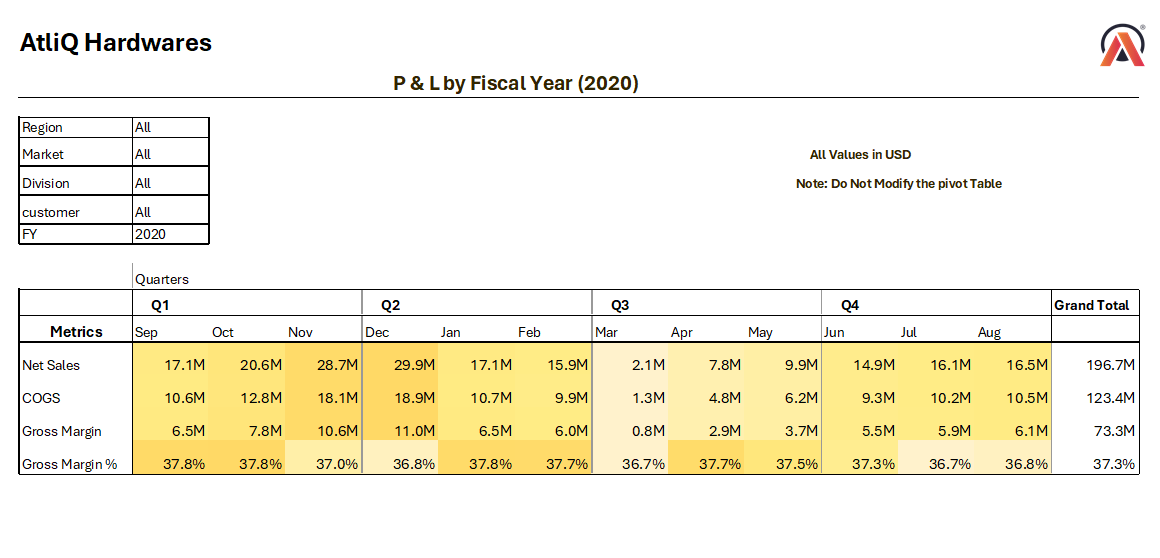 AtliQ Hardwares
P & L by Fiscal Year (2020)
Region All
Market All
Division All
customer All
FY 2020
All Values in USD
Note: Do Not Modify the pivot Table
Quarters
Q1 Q2 Q3 Q4 Grand Total
Metrics Sep Oct Nov Dec Jan Feb Mar Apr May Jun Jul Aug
Net Sales 17.1M 20.6M 28.7M 29.9M 17.1M 15.9M 2.1M 7.8M 9.9M 14.9M 16.1M 16.5M 196.7M
COGS 10.6M 12.8M 18.1M 18.9M 10.7M 9.9M 1.3M 4.8M 6.2M 9.3M 10.2M 10.5M 123.4M
Gross Margin 6.5M 7.8M 10.6M 11.0M 6.5M 6.0M 0.8M 2.9M 3.7M 5.5M 5.9M 6.1M 73.3M
Gross Margin % 37.8% 37.8% 37.0% 36.8% 37.8% 37.7% 36.7% 37.7% 37.5% 37.3% 36.7% 36.8% 37.3%